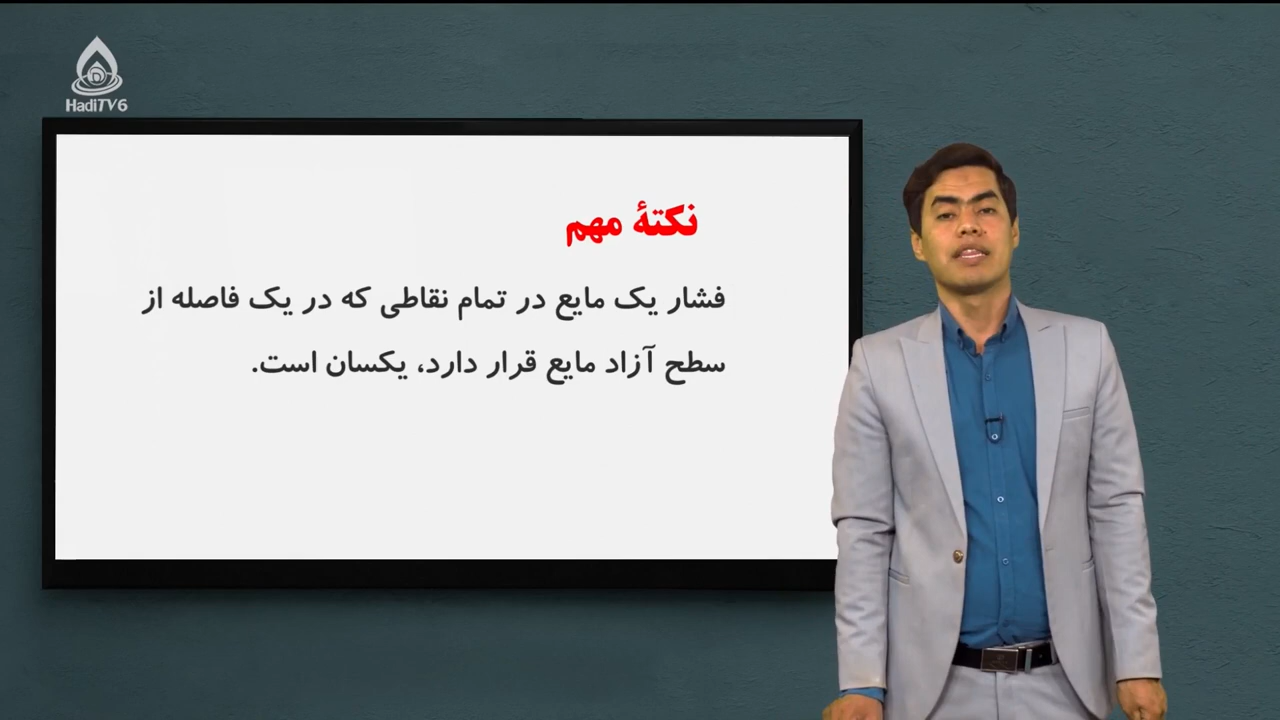 HadiTV6
نکتهٔ مهم
فشار یک مایع در تمام نقاطی که در یک فاصله از
سطح آزاد مایع قرار دارد، یکسان است.